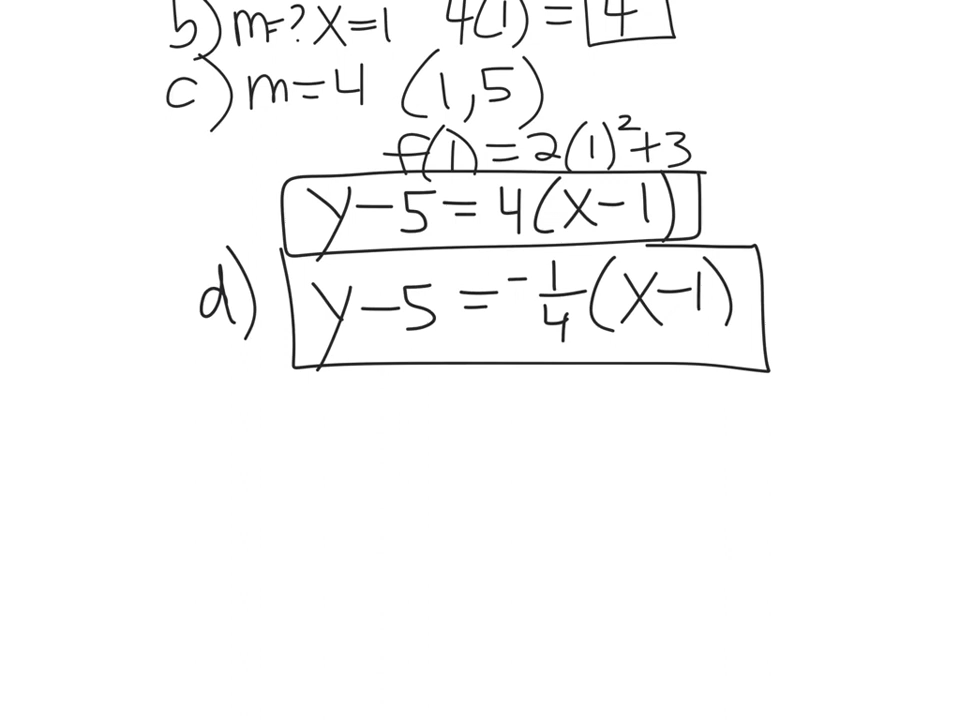 b) m=? x=1 4(1) = 4
c) m=4 (1,5)
f(1) = 2(1)²+3
y-5=4(x-1)
d) y-5=-1/4(x-1)